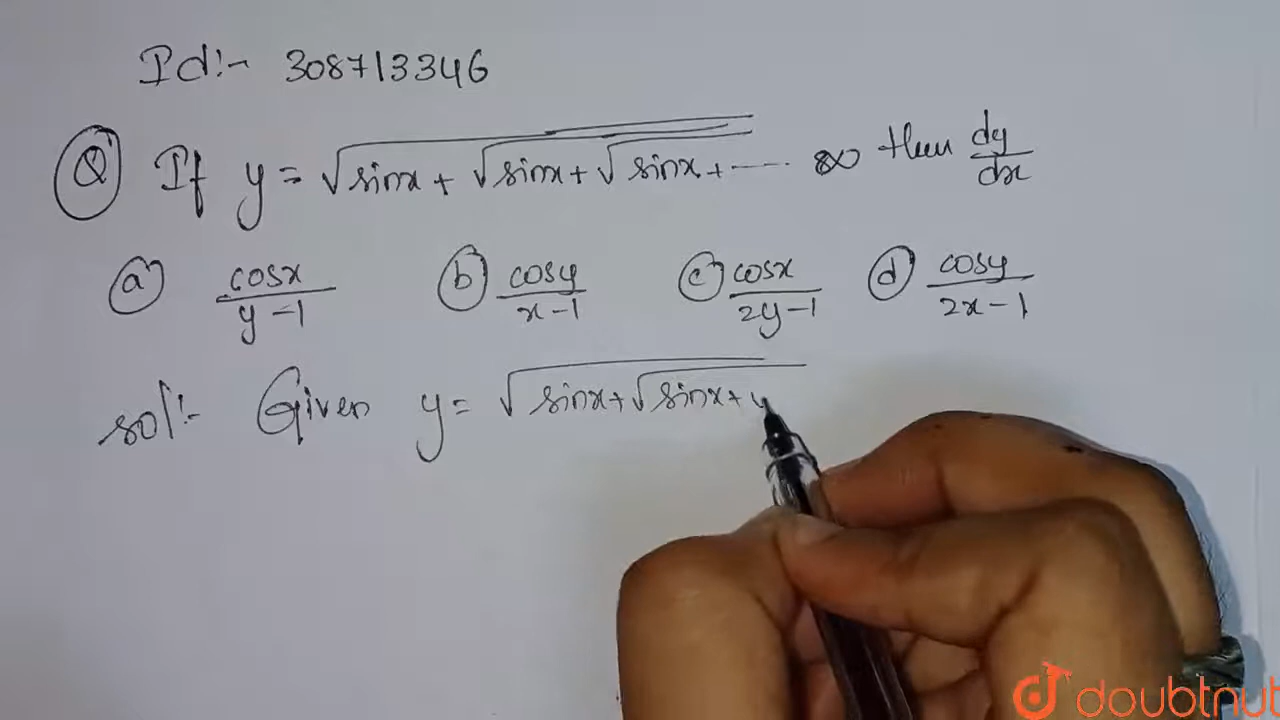 Id:- 308713346
Q If y = √sinx + √sinx + √sinx + ---- ∞ then dy/dx
a cosx/y-1 b cosy/x-1 c cosx/2y-1 d cosy/2x-1
sol:- Given y = √sinx + √sinx +
doubtnut